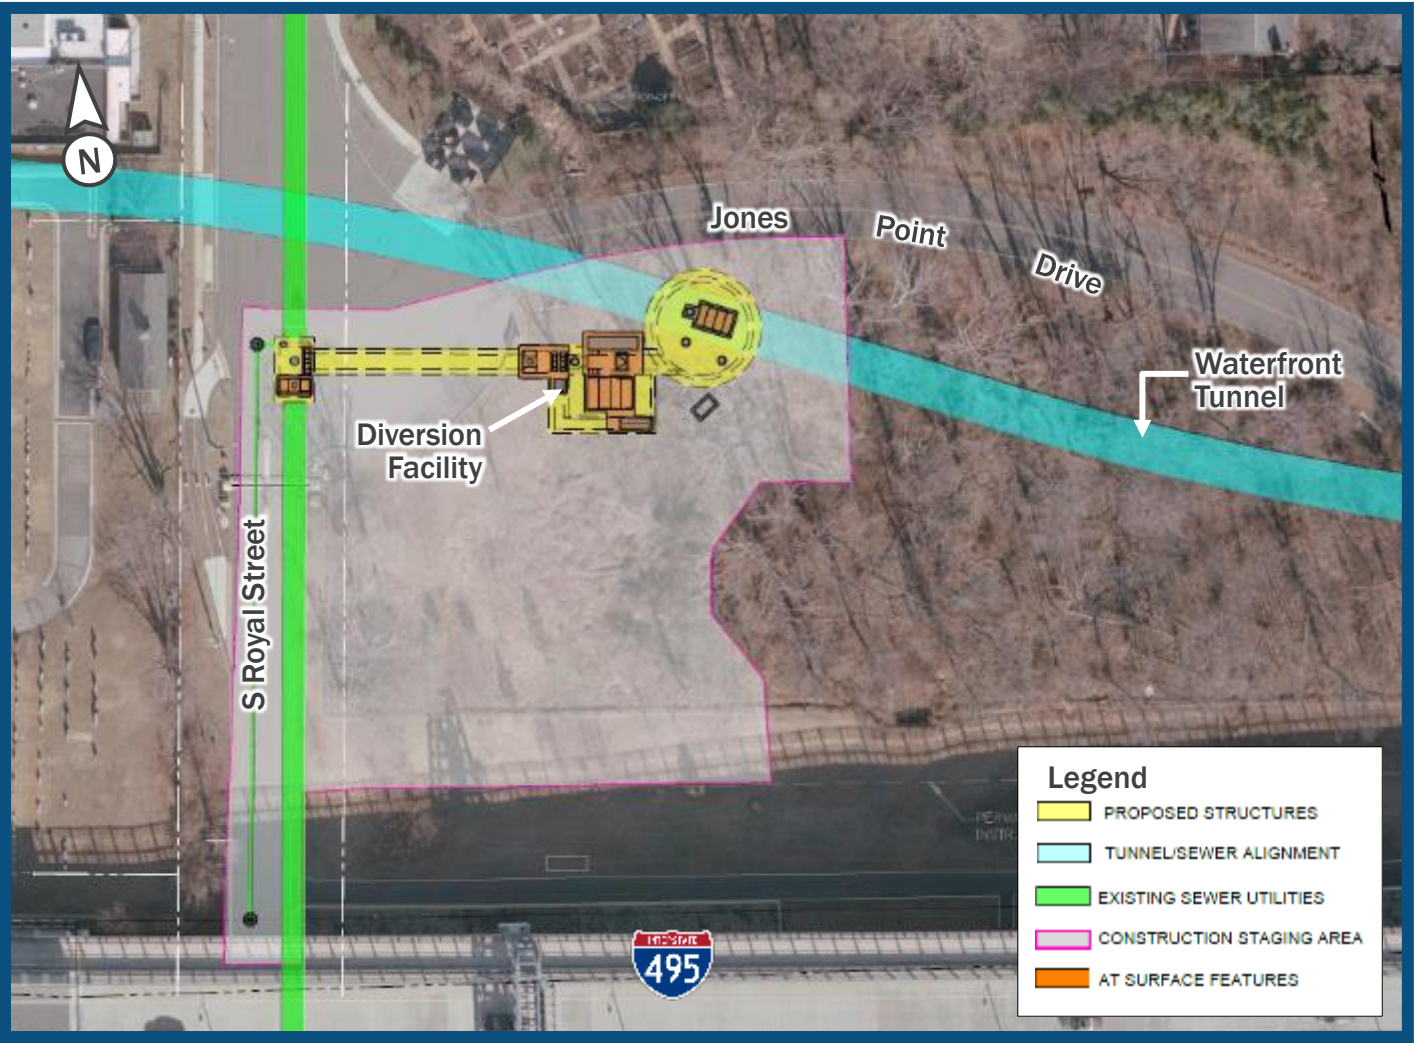 N
Jones Point Drive
Waterfront
Tunnel
Diversion
Facility
S Royal Street
INTERSTATE
495
Legend
PROPOSED STRUCTURES
TUNNEL/SEWER ALIGNMENT
EXISTING SEWER UTILITIES
CONSTRUCTION STAGING AREA
AT SURFACE FEATURES